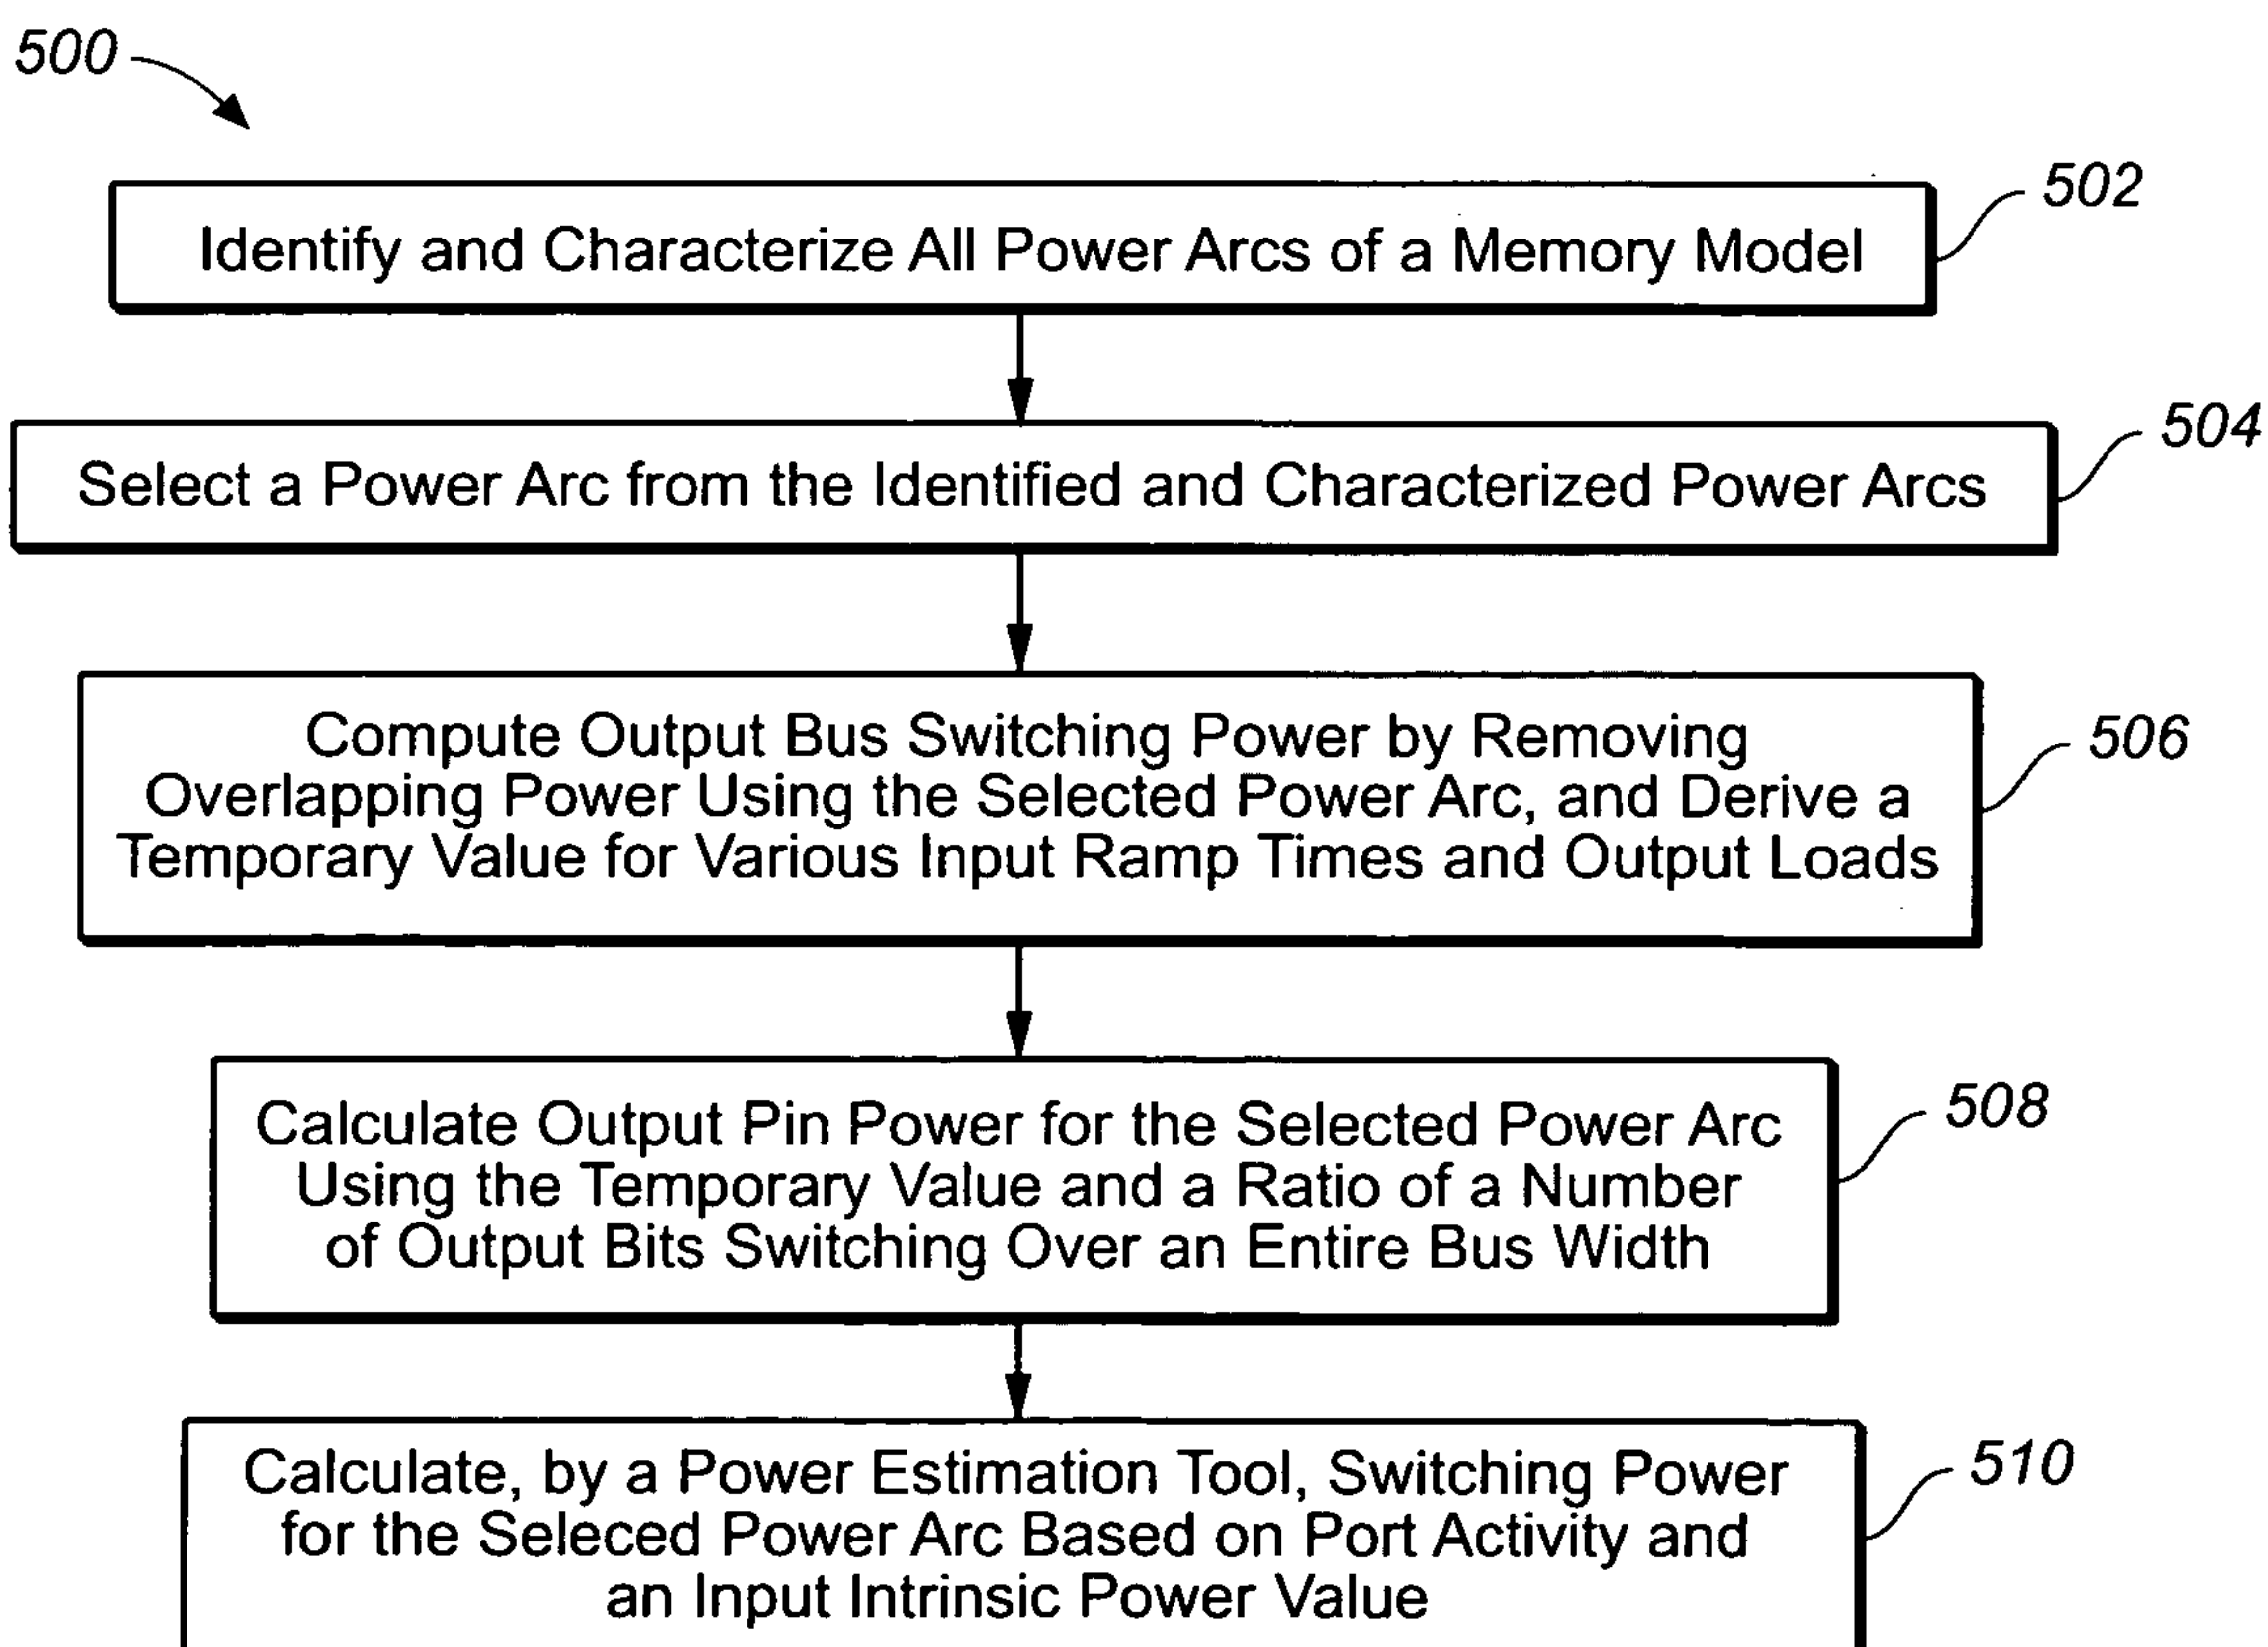 500
502
Identify and Characterize All Power Arcs of a Memory Model
504
Select a Power Arc from the Identified and Characterized Power Arcs
506
Compute Output Bus Switching Power by Removing
Overlapping Power Using the Selected Power Arc, and Derive a
Temporary Value for Various Input Ramp Times and Output Loads
508
Calculate Output Pin Power for the Selected Power Arc
Using the Temporary Value and a Ratio of a Number
of Output Bits Switching Over an Entire Bus Width
510
Calculate, by a Power Estimation Tool, Switching Power
for the Seleced Power Arc Based on Port Activity and
an Input Intrinsic Power Value